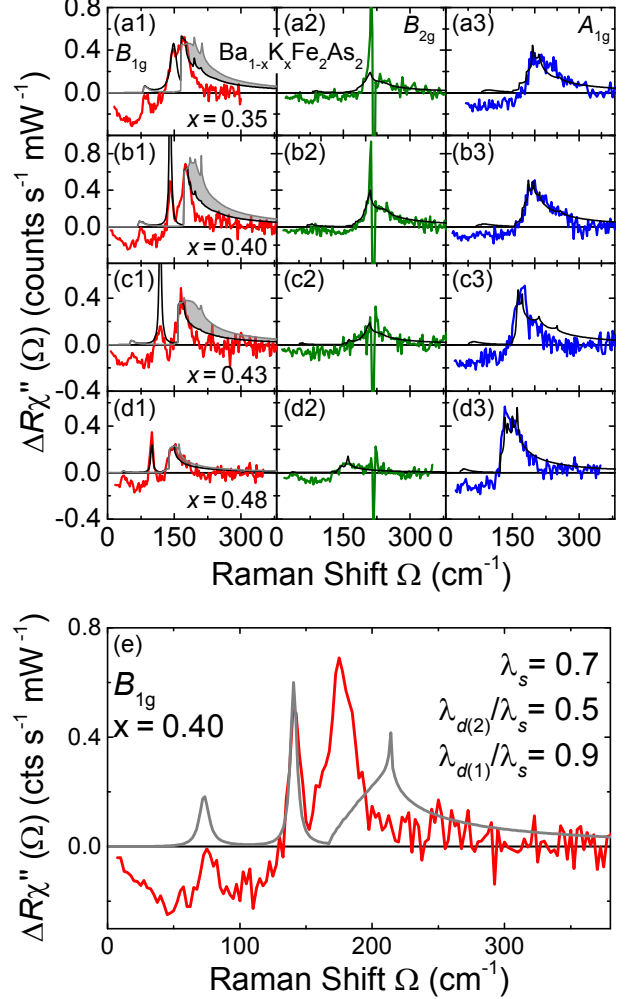 (a1) (a2) (a3)
B1g Ba1-xKxFe2As2 B2g A1g
0.8
0.4
0.0
x = 0.35
(b1) (b2) (b3)
0.8
0.4
0.0
x = 0.40
(c1) (c2) (c3)
0.4
0.0
-0.4
x = 0.43
(d1) (d2) (d3)
0.4
0.0
-0.4
x = 0.48
ΔRχ'' (Ω) (counts s⁻¹ mW⁻¹)
0 150 300 0 150 300 0 150 300
Raman Shift Ω (cm⁻¹)
(e)
B1g
x = 0.40
λs = 0.7
λd(2)/λs = 0.5
λd(1)/λs = 0.9
0.8
0.4
0.0
ΔRχ'' (Ω) (cts s⁻¹ mW⁻¹)
0 100 200 300
Raman Shift Ω (cm⁻¹)